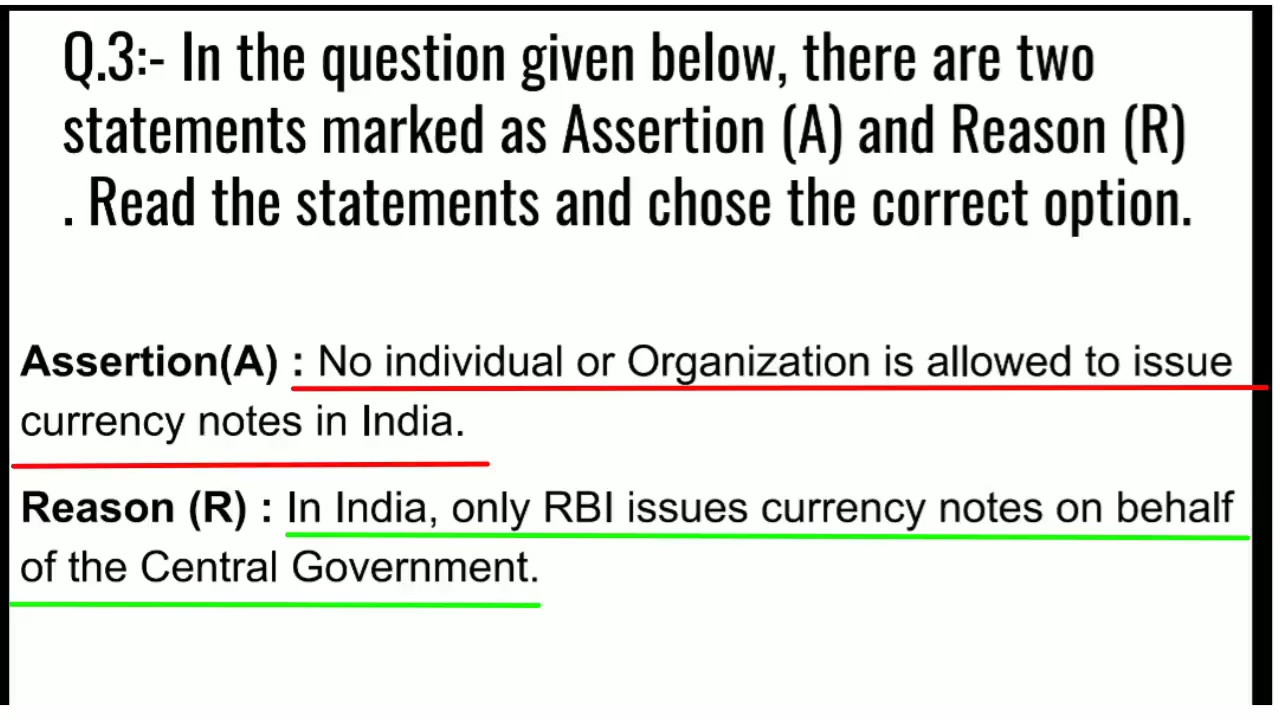 Q.3:- In the question given below, there are two
statements marked as Assertion (A) and Reason (R)
. Read the statements and chose the correct option.
Assertion(A) : No individual or Organization is allowed to issue
currency notes in India.
Reason (R) : In India, only RBI issues currency notes on behalf
of the Central Government.